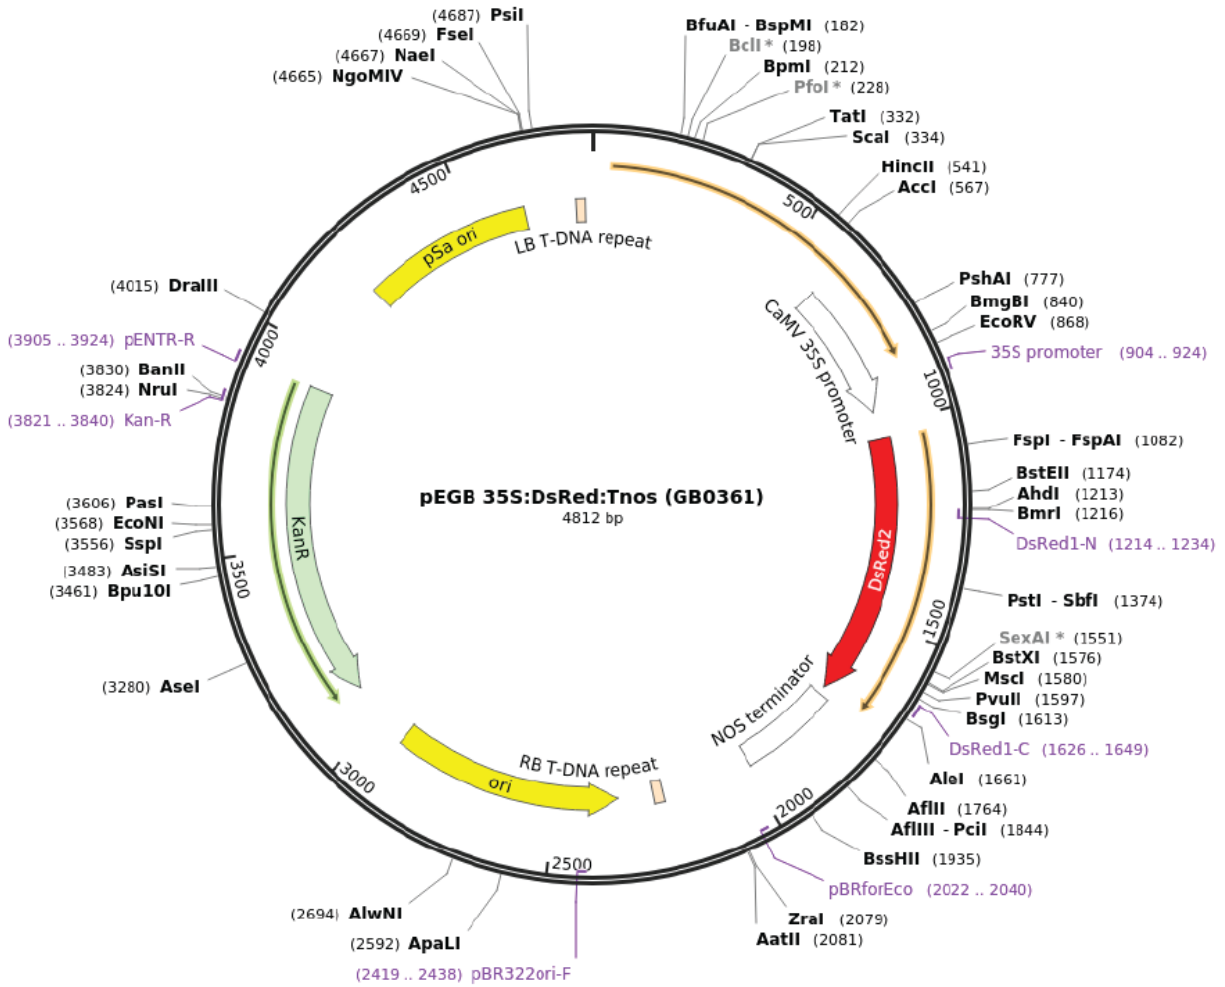 (4687) PsiI
(4669) FseI
(4667) NaeI
(4665) NgoMIV
BfuAI - BspMI (182)
BclI * (198)
BpmI (212)
PfoI * (228)
TatI (332)
ScaI (334)
HincII (541)
AccI (567)
PshAI (777)
BmgBI (840)
EcoRV (868)
35S promoter (904 .. 924)
FspI - FspAI (1082)
BstEII (1174)
AhdI (1213)
BmrI (1216)
DsRed1-N (1214 .. 1234)
PstI - SbfI (1374)
SexAI * (1551)
BstXI (1576)
MscI (1580)
PvuII (1597)
BsgI (1613)
DsRed1-C (1626 .. 1649)
AleI (1661)
AflII (1764)
AflIII - PciI (1844)
BssHII (1935)
pBRforEco (2022 .. 2040)
ZraI (2079)
AatII (2081)
(2419 .. 2438) pBR322ori-F
(2592) ApaLI
(2694) AlwNI
(3280) AseI
(3461) Bpu10I
(3483) AsiSI
(3556) SspI
(3568) EcoNI
(3606) PasI
(3821 .. 3840) Kan-R
(3824) NruI
(3830) BanII
(3905 .. 3924) pENTR-R
(4015) DraIII
500
1000
1500
2000
2500
3000
3500
4000
4500
pSa ori
LB T-DNA repeat
CaMV 35S promoter
DsRed2
NOS terminator
RB T-DNA repeat
ori
KanR
pEGB 35S:DsRed:Tnos (GB0361)
4812 bp